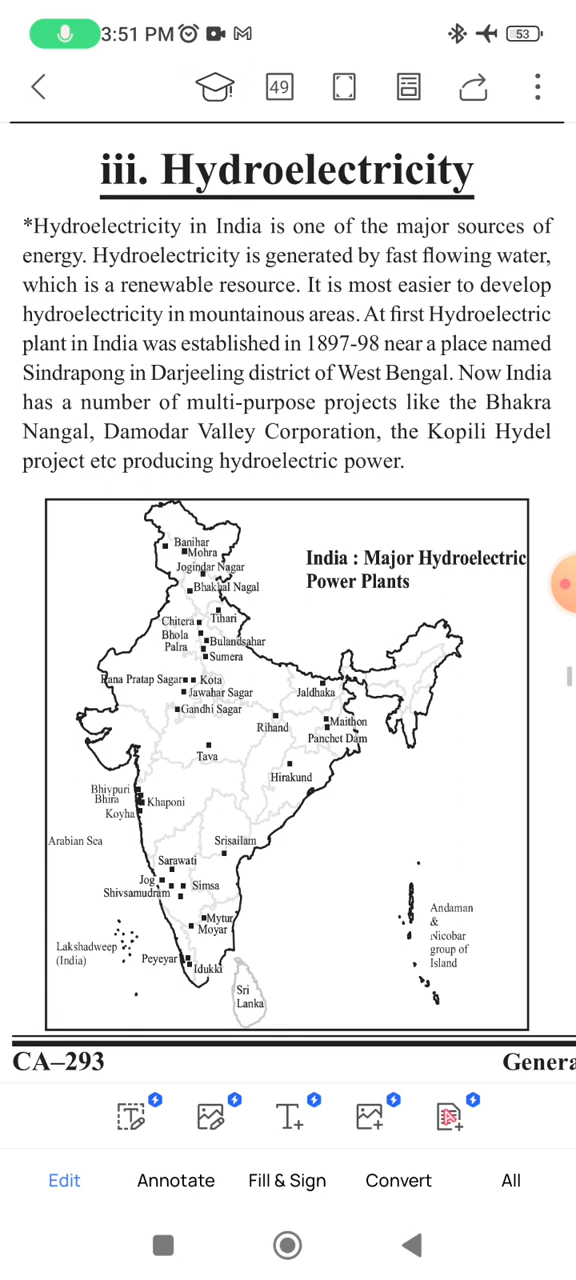 3:51 PM
53
49
iii. Hydroelectricity
*Hydroelectricity in India is one of the major sources of
energy. Hydroelectricity is generated by fast flowing water,
which is a renewable resource. It is most easier to develop
hydroelectricity in mountainous areas. At first Hydroelectric
plant in India was established in 1897-98 near a place named
Sindrapong in Darjeeling district of West Bengal. Now India
has a number of multi-purpose projects like the Bhakra
Nangal, Damodar Valley Corporation, the Kopili Hydel
project etc producing hydroelectric power.
India : Major Hydroelectric
Power Plants
Banihar
Mohra
Jogindar Nagar
Bhakhal Nagal
Chitera
Tihari
Bhola
Palra
Bulandsahar
Sumera
Rana Pratap Sagar
Kota
Jawahar Sagar
Jaldhaka
Gandhi Sagar
Rihand
Maithon
Panchet Dam
Tava
Hirakund
Bhivpuri
Bhira
Khaponi
Koyha
Arabian Sea
Srisailam
Sarawati
Jog
Simsa
Shivsamudram
Mytur
Moyar
Andaman
&
Nicobar
group of
Island
Lakshadweep
(India)
Peyeyar
Idukki
Sri
Lanka
CA–293
Genera
Edit
Annotate
Fill & Sign
Convert
All